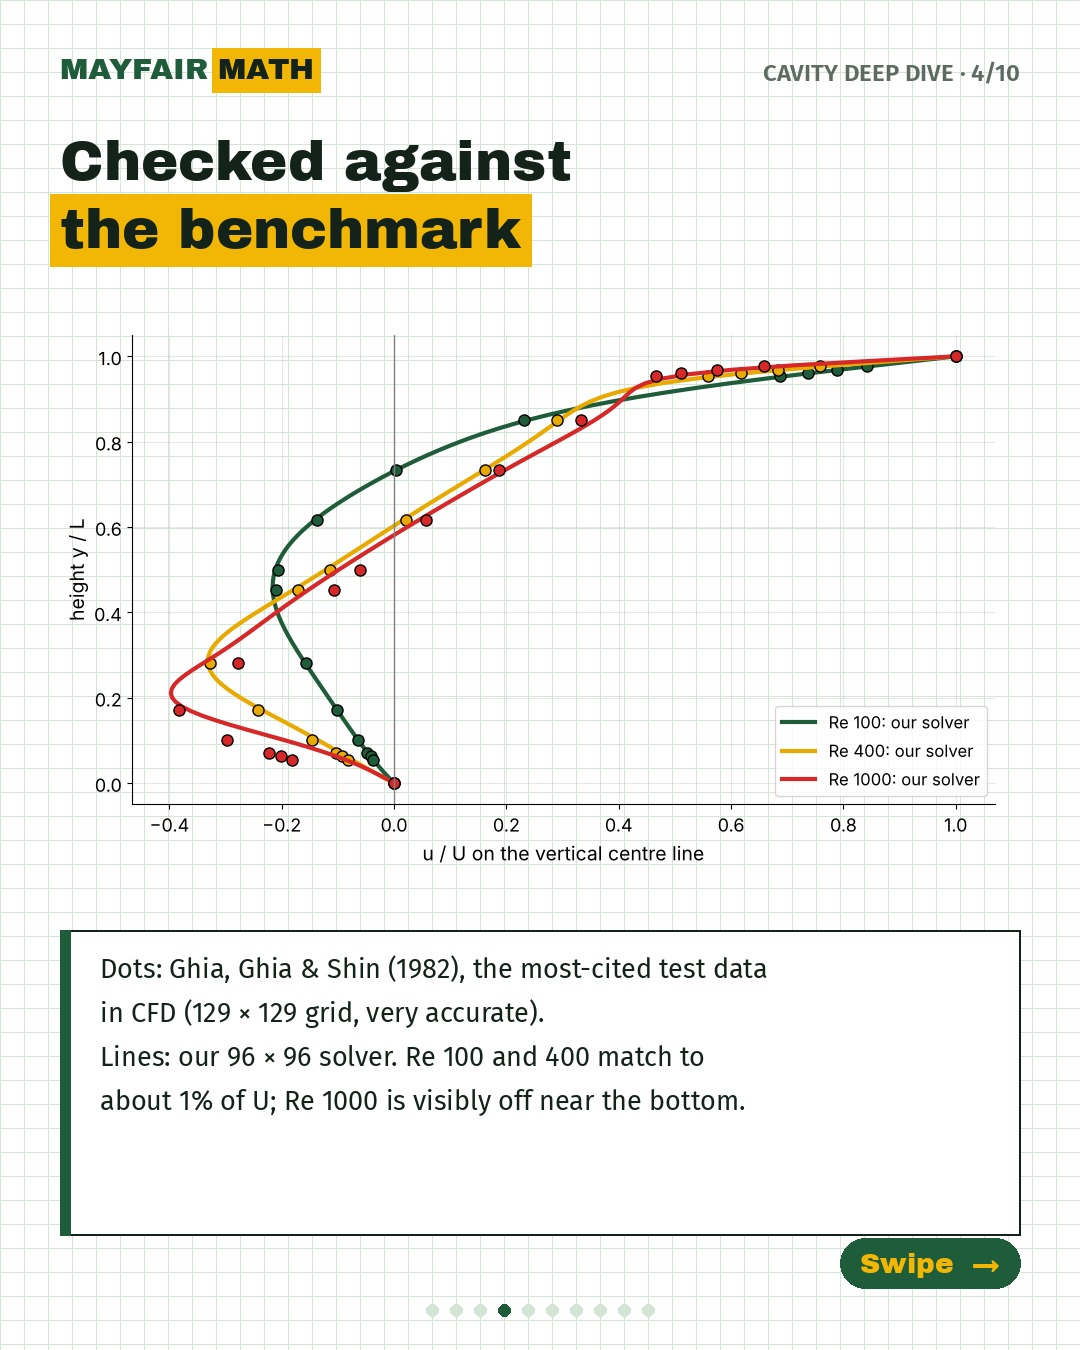 MAYFAIR MATH
CAVITY DEEP DIVE · 4/10
Checked against
the benchmark
1.0
0.8
0.6
0.4
0.2
0.0
height y / L
−0.4
−0.2
0.0
0.2
0.4
0.6
0.8
1.0
u / U on the vertical centre line
Re 100: our solver
Re 400: our solver
Re 1000: our solver
Dots: Ghia, Ghia & Shin (1982), the most-cited test data
in CFD (129 × 129 grid, very accurate).
Lines: our 96 × 96 solver. Re 100 and 400 match to
about 1% of U; Re 1000 is visibly off near the bottom.
Swipe →